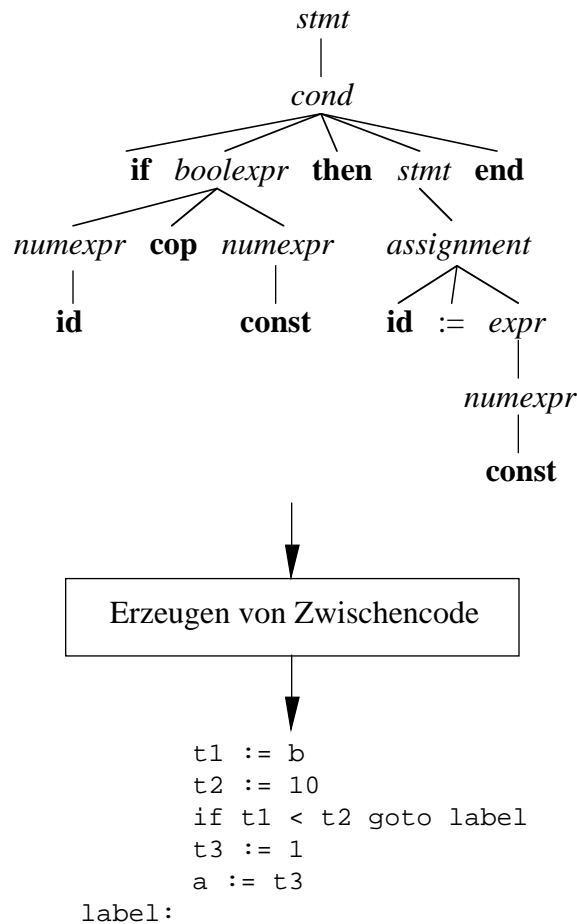 stmt
cond
if boolexpr then stmt end
numexpr cop numexpr assignment
id const id := expr
numexpr
const
Erzeugen von Zwischencode
t1 := b
t2 := 10
if t1 < t2 goto label
t3 := 1
a := t3
label: